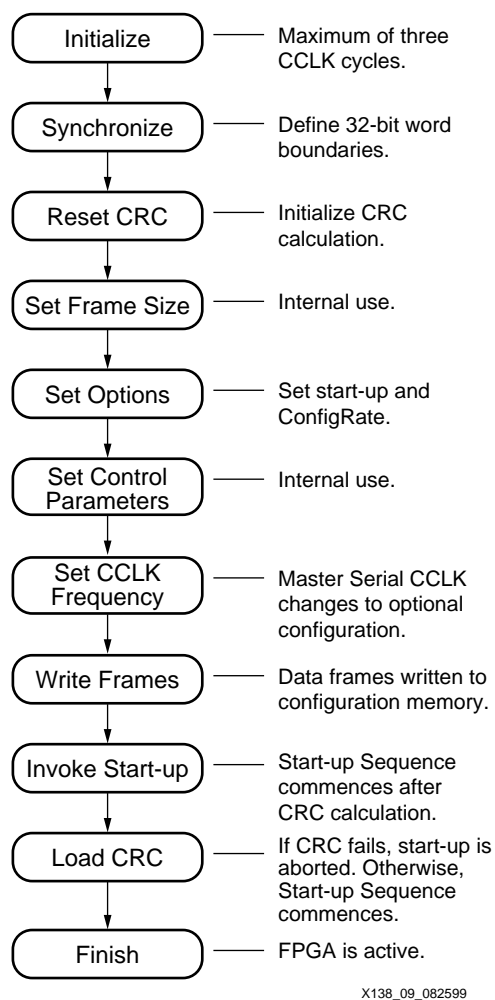 Initialize
Maximum of three
CCLK cycles.
Synchronize
Define 32-bit word
boundaries.
Reset CRC
Initialize CRC
calculation.
Set Frame Size
Internal use.
Set Options
Set start-up and
ConfigRate.
Set Control
Parameters
Internal use.
Set CCLK
Frequency
Master Serial CCLK
changes to optional
configuration.
Write Frames
Data frames written to
configuration memory.
Invoke Start-up
Start-up Sequence
commences after
CRC calculation.
Load CRC
If CRC fails, start-up is
aborted. Otherwise,
Start-up Sequence
commences.
Finish
FPGA is active.
X138_09_082599